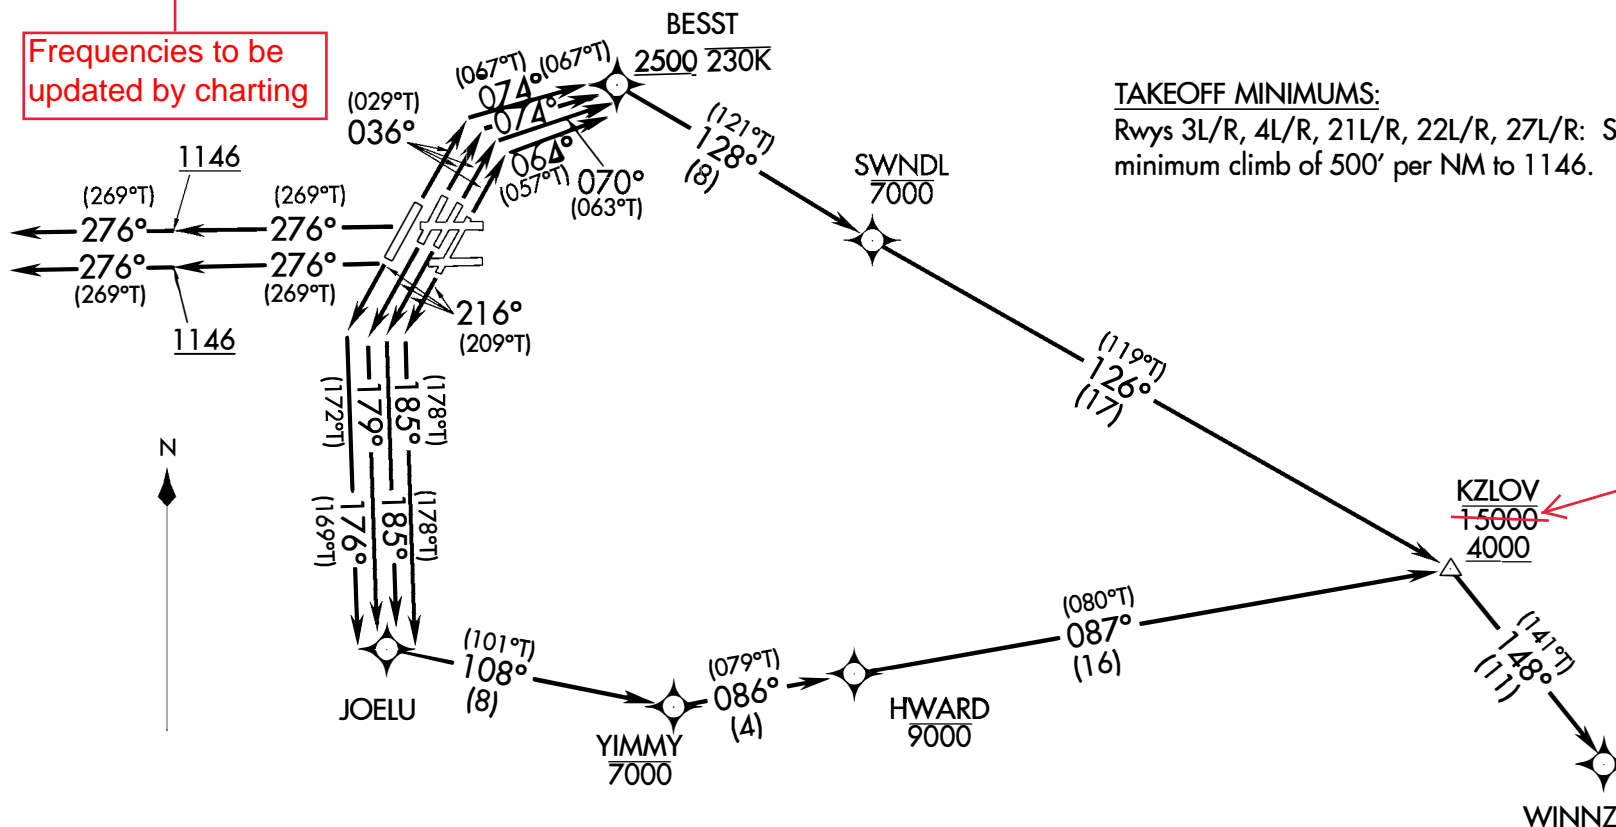 Frequencies to be
updated by charting
BESST
2500 230K
TAKEOFF MINIMUMS:
Rwys 3L/R, 4L/R, 21L/R, 22L/R, 27L/R: S
minimum climb of 500' per NM to 1146.
(067°T)
074°
(067°T)
074°
(029°T)
036°
064°
(057°T)
070°
(063°T)
(121°T)
128°
(8)
SWNDL
7000
1146
(269°T)
276°
(269°T)
276°
276°
(269°T)
276°
(269°T)
1146
216°
(209°T)
(119°T)
126°
(17)
(172°T)
179°
185°
(178°T)
(169°T)
176°
185°
(178°T)
N
KZLOV
15000
4000
(080°T)
087°
(16)
(141°T)
148°
(11)
(101°T)
108°
(8)
(079°T)
086°
(4)
JOELU
YIMMY
7000
HWARD
9000
WINNZ